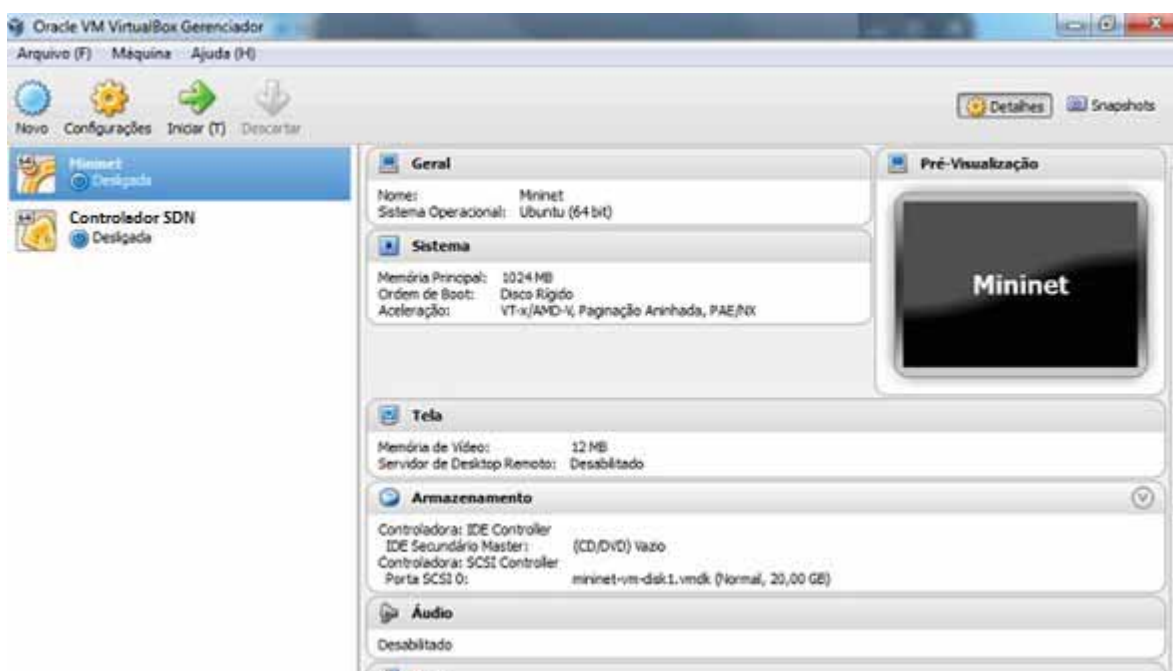 Oracle VM VirtualBox Gerenciador
Arquivo (F) Máquina Ajuda (H)
Novo Configurações Iniciar (T) Descartar
Detalhes Snapshots
64 Mininet
Desligada
64 Controlador SDN
Desligada
Geral
Nome: Mininet
Sistema Operacional: Ubuntu (64 bit)
Sistema
Memória Principal: 1024 MB
Ordem de Boot: Disco Rígido
Aceleração: VT-x/AMD-V, Paginação Aninhada, PAE/NX
Pré-Visualização
Mininet
Tela
Memória de Vídeo: 12 MB
Servidor de Desktop Remoto: Desabilitado
Armazenamento
Controladora: IDE Controller
IDE Secundário Master: (CD/DVD) Vazio
Controladora: SCSI Controller
Porta SCSI 0: mininet-vm-disk1.vmdk (Normal, 20,00 GB)
Áudio
Desabilitado